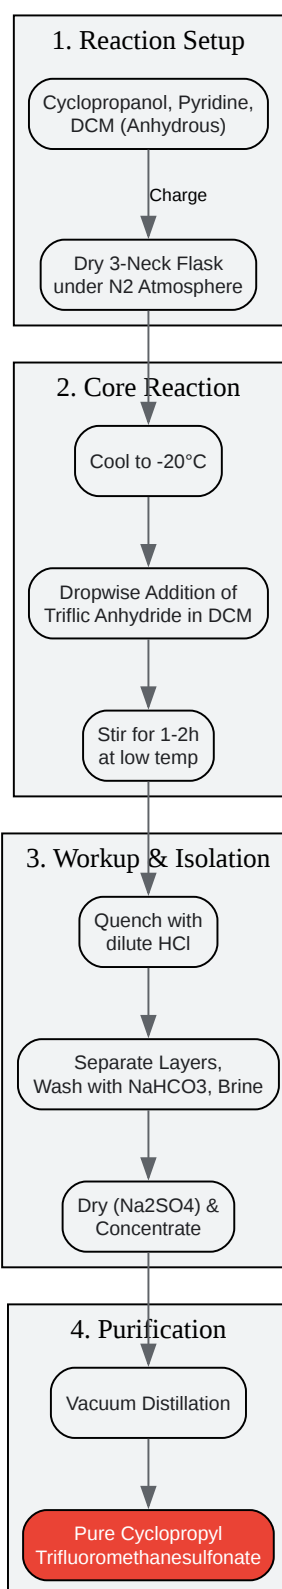 1. Reaction Setup
Cyclopropanol, Pyridine,
DCM (Anhydrous)
Charge
Dry 3-Neck Flask
under N2 Atmosphere
2. Core Reaction
Cool to -20°C
Dropwise Addition of
Triflic Anhydride in DCM
Stir for 1-2h
at low temp
3. Workup & Isolation
Quench with
dilute HCl
Separate Layers,
Wash with NaHCO3, Brine
Dry (Na2SO4) &
Concentrate
4. Purification
Vacuum Distillation
Pure Cyclopropyl
Trifluoromethanesulfonate